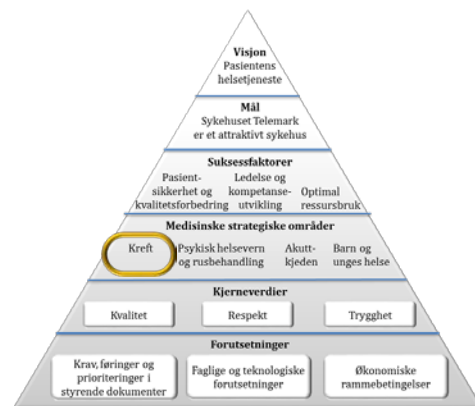 Visjon
Pasientens
helsetjeneste
Mål
Sykehuset Telemark
er et attraktivt sykehus
Suksessfaktorer
Pasient-
sikkerhet og
kvalitetsforbedring
Ledelse og
kompetanse-
utvikling
Optimal
ressursbruk
Medisinske strategiske områder
Kreft
Psykisk helsevern
og rusbehandling
Akutt-
kjeden
Barn og
unges helse
Kjerneverdier
Kvalitet
Respekt
Trygghet
Forutsetninger
Krav, føringer og
prioriteringer i
styrende dokumenter
Faglige og teknologiske
forutsetninger
Økonomiske
rammebetingelser